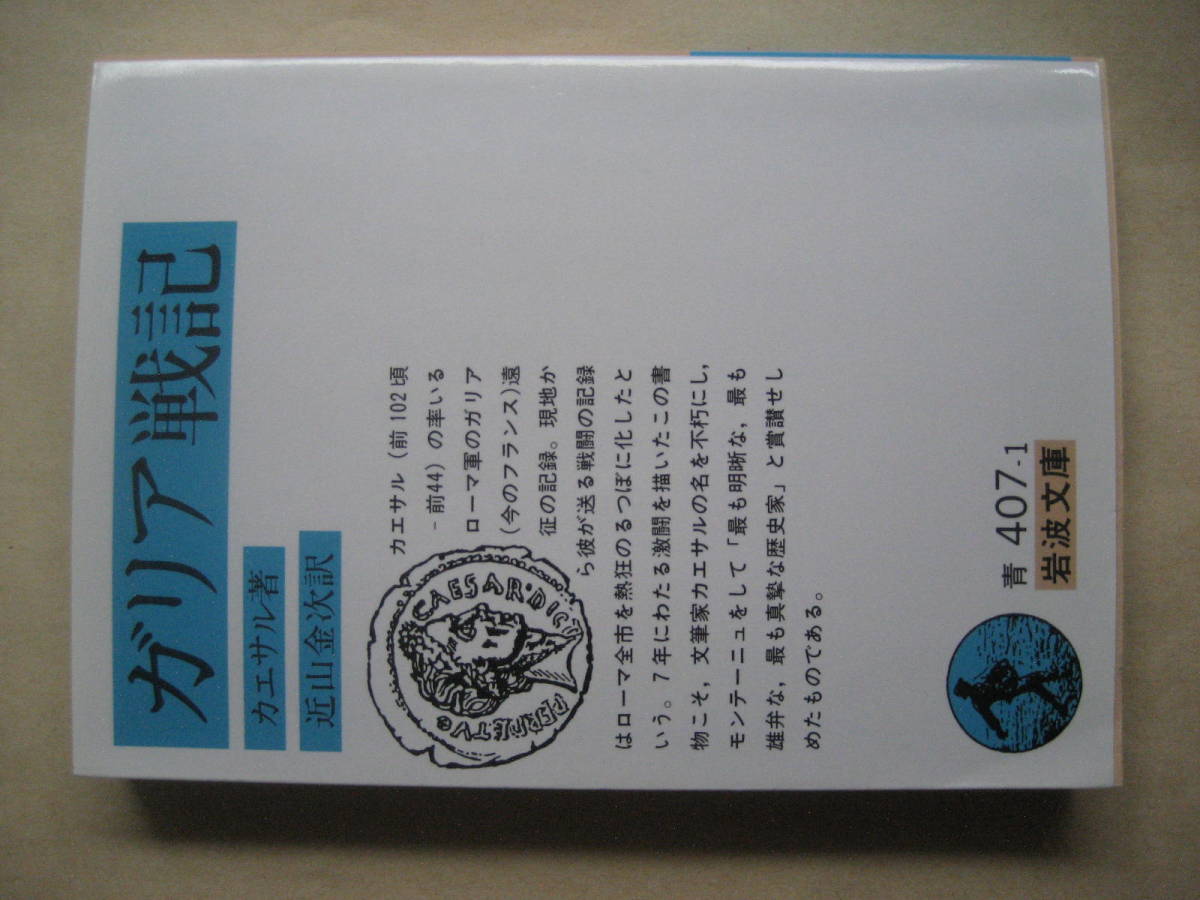 ガリア戦記
カエサル著
近山金次訳
カエサル（前102頃
-前44）の率いる
ローマ軍のガリア
（今のフランス）遠
征の記録。現地か
ら彼が送る戦闘の記録
はローマ全市を熱狂のるつぼに化したと
いう。7年にわたる激闘を描いたこの書
物こそ，文筆家カエサルの名を不朽にし，
モンテーニュをして「最も明晰な，最も
雄弁な，最も真摯な歴史家」と賞讃せし
めたものである。
CAESAR·DIC
PERPETVO
青 407-1
岩波文庫